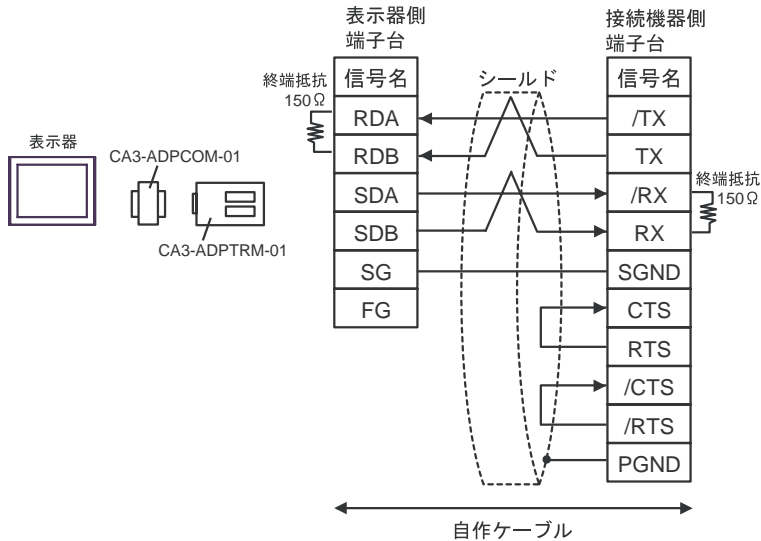 表示器側
端子台
接続機器側
端子台
終端抵抗
150Ω
信号名
シールド
信号名
RDA
/TX
表示器
CA3-ADPCOM-01
RDB
TX
SDA
/RX
終端抵抗
150Ω
CA3-ADPTRM-01
SDB
RX
SG
SGND
FG
CTS
RTS
/CTS
/RTS
PGND
自作ケーブル